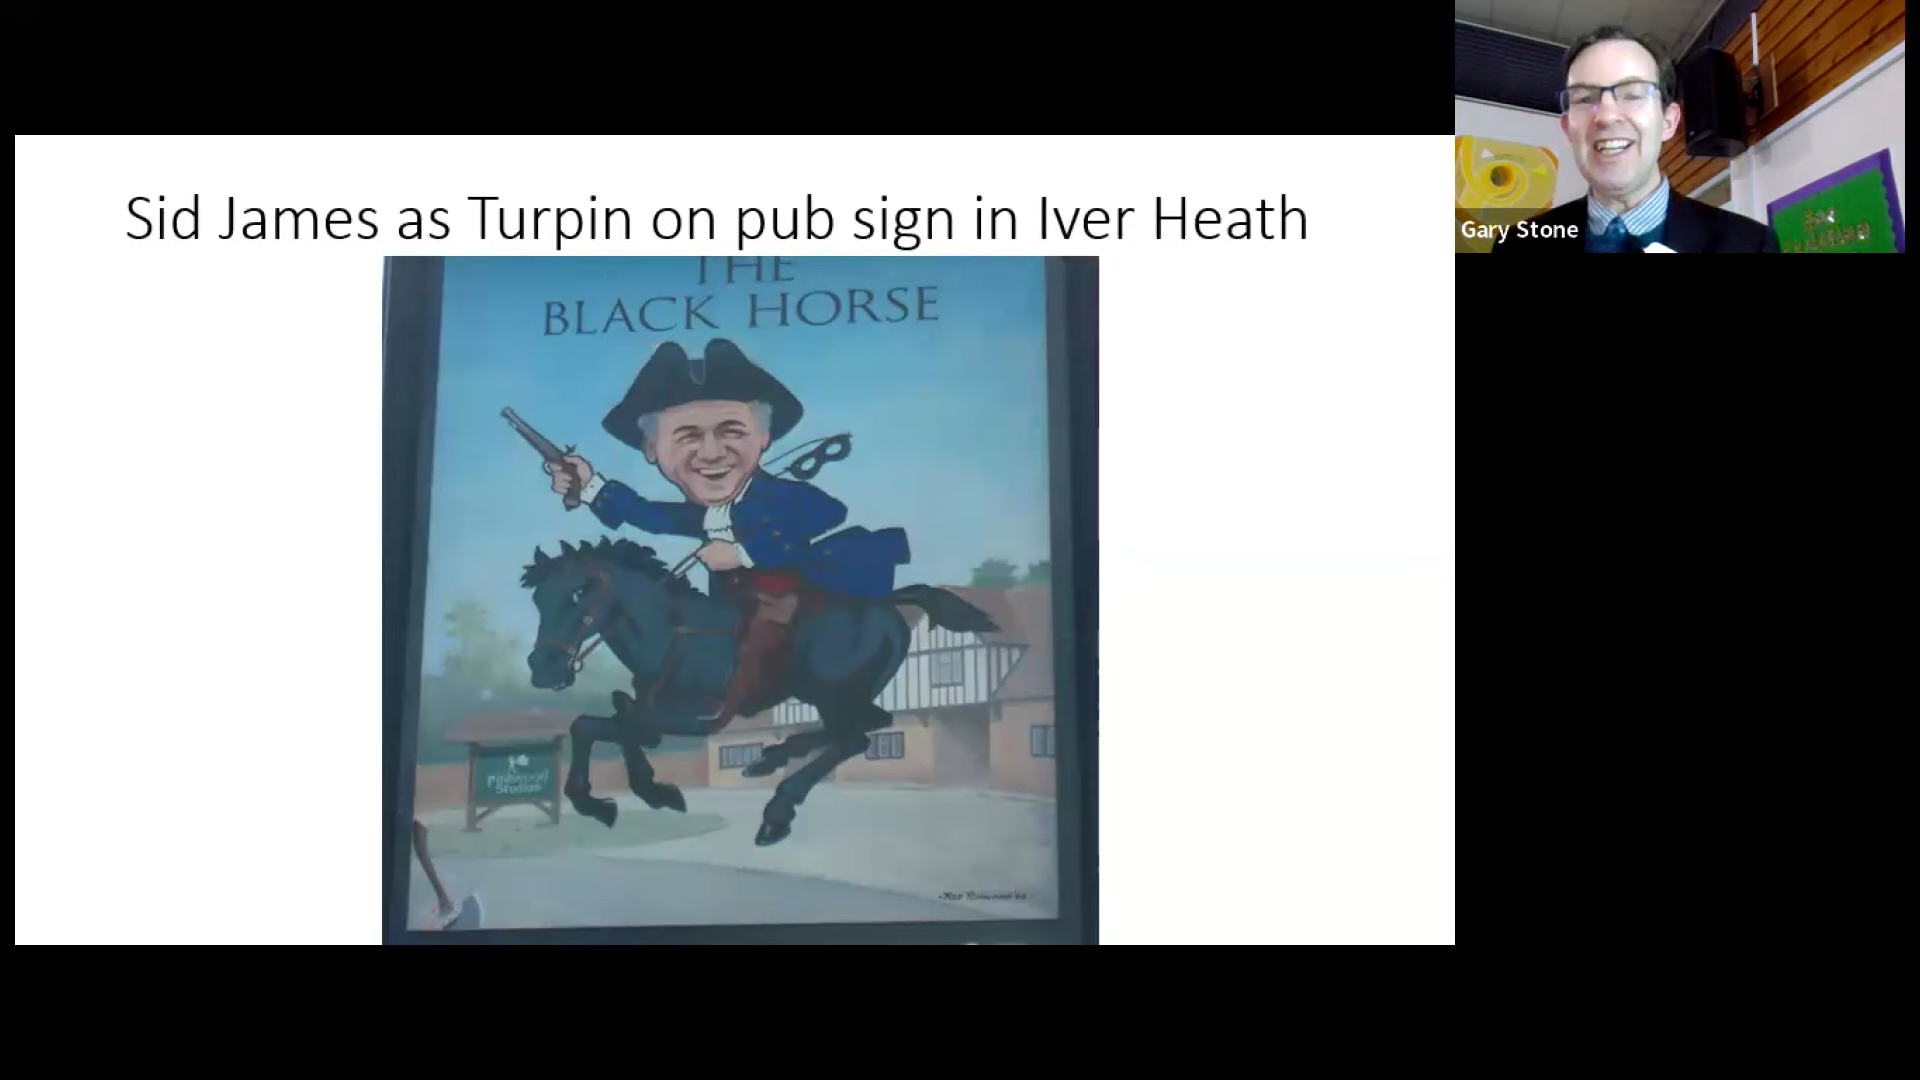 Sid James as Turpin on pub sign in Iver Heath
THE
BLACK HORSE
Pinewood
Studios
Gary Stone